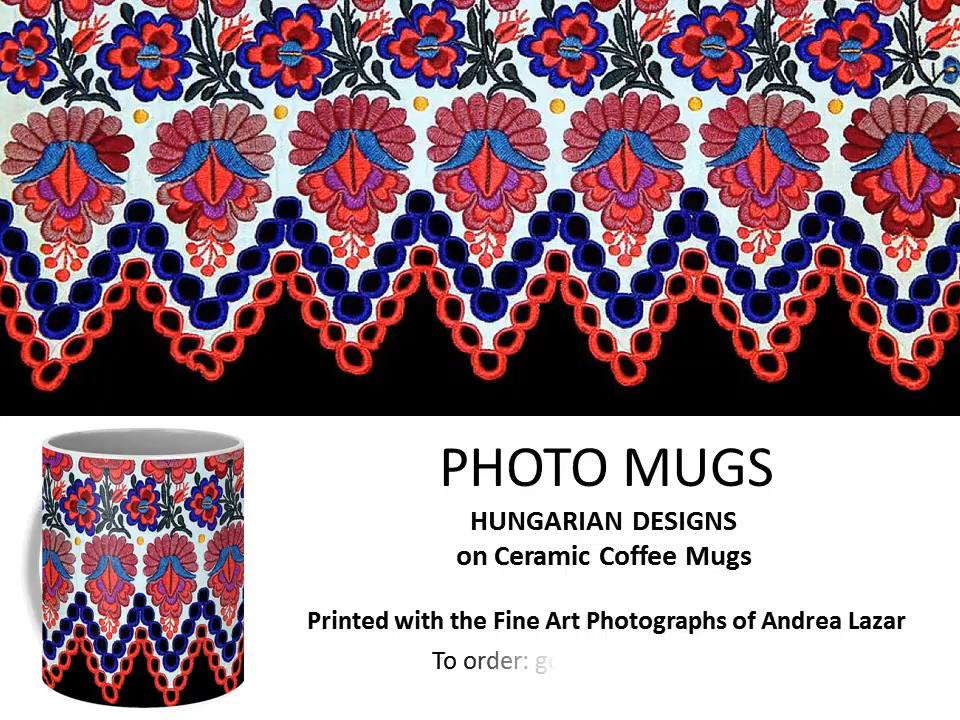 PHOTO MUGS
HUNGARIAN DESIGNS
on Ceramic Coffee Mugs
Printed with the Fine Art Photographs of Andrea Lazar
To order: